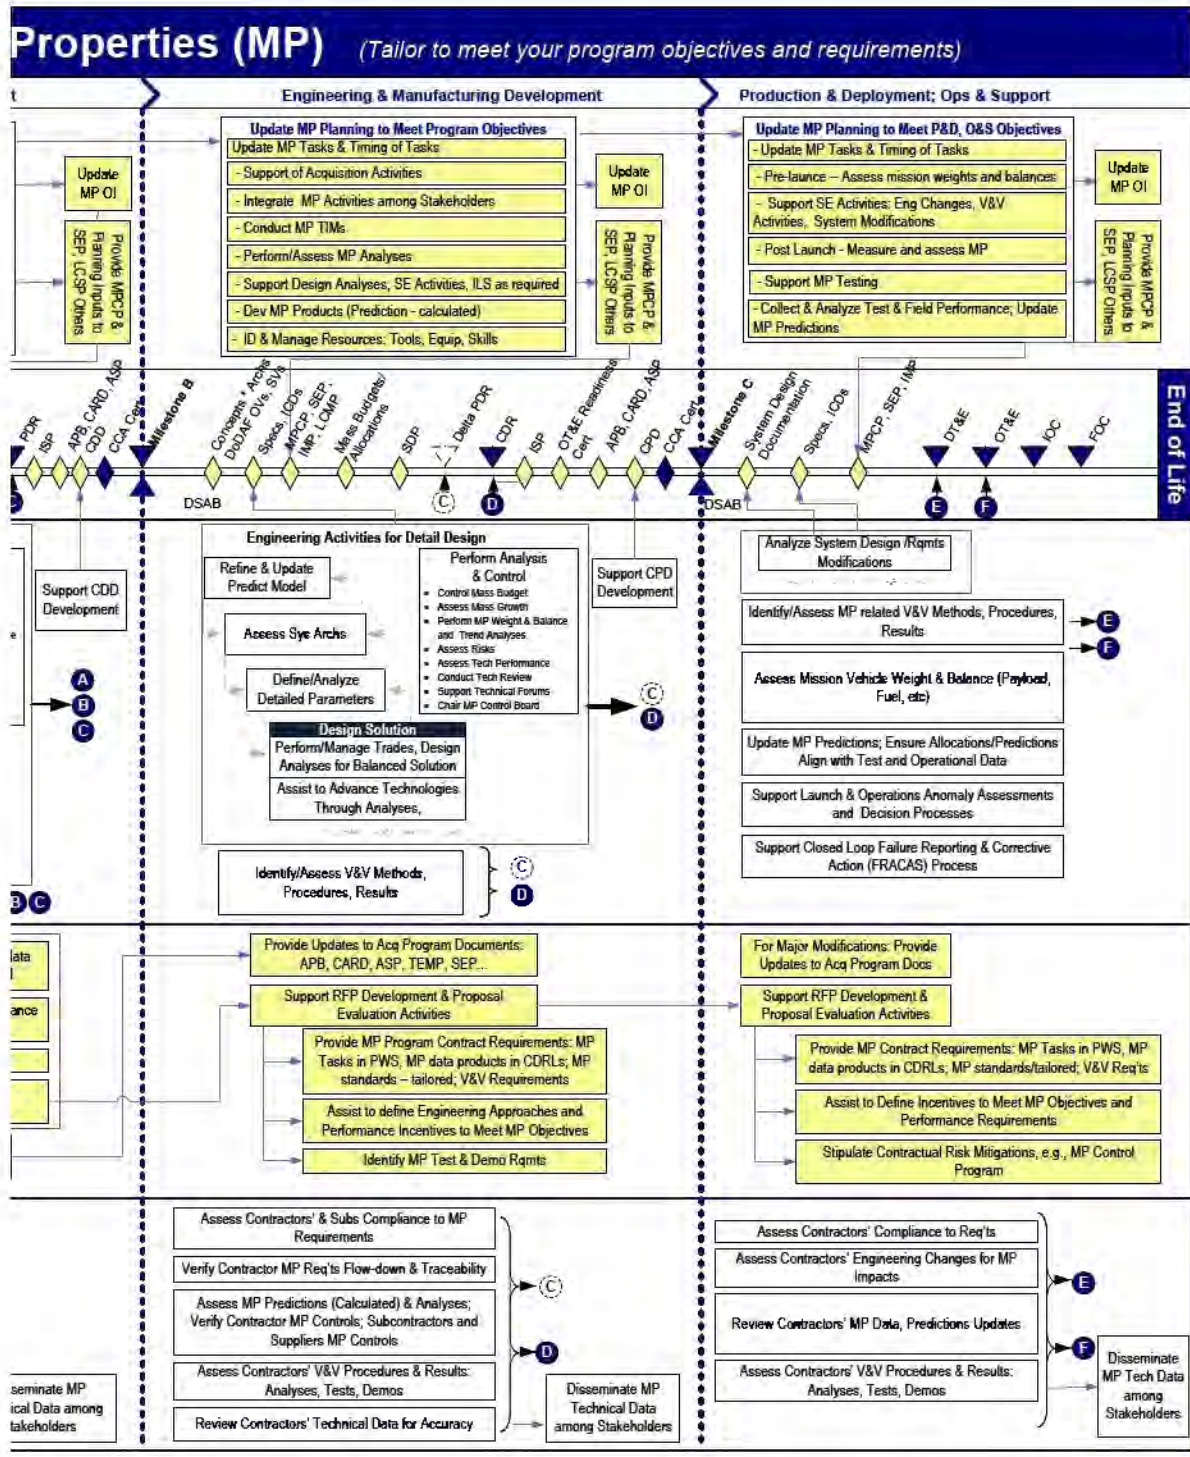 Properties (MP) (Tailor to meet your program objectives and requirements)
t
Engineering & Manufacturing Development
Production & Deployment; Ops & Support
Update
MP OI
Provide MPCP &
Planning Inputs to
SEP, LCSP Others
Update MP Planning to Meet Program Objectives
Update MP Tasks & Timing of Tasks
- Support of Acquisition Activities
- Integrate MP Activities among Stakeholders
- Conduct MP TIMs
- Perform/Assess MP Analyses
- Support Design Analyses, SE Activities, ILS as required
- Dev MP Products (Prediction - calculated)
- ID & Manage Resources: Tools, Equip, Skills
Update
MP OI
Provide MPCP &
Planning Inputs to
SEP, LCSP Others
Update MP Planning to Meet P&D, O&S Objectives
- Update MP Tasks & Timing of Tasks
- Pre-launce – Assess mission weights and balances
- Support SE Activities: Eng Changes, V&V
Activities, System Modifications
- Post Launch - Measure and assess MP
- Support MP Testing
- Collect & Analyze Test & Field Performance; Update
MP Predictions
Update
MP OI
Provide MPCP &
Planning Inputs to
SEP, LCSP Others
PDR
ISP
APB, CARD, ASP
CDD
CCA Cert
Milestone B
Concepts * Archs
DoDAF OVs, SVs
Specs, ICDs
MPCP, SEP,
IMP, LCMP
Mass Budgets/
Allocations
SDP
Delta PDR
CDR
ISP
OT&E Readiness
Cert
APB, CARD, ASP
CPD
CCA Cert
Milestone C
System Design
Documentation
Specs, ICDs
MPCP, SEP, IMP
DT&E
OT&E
IOC
FOC
End of Life
C
DSAB
C
D
DSAB
E
F
Support CDD
Development
e
A
B
C
B C
Engineering Activities for Detail Design
Refine & Update
Predict Model
Assess Sys Archs
Define/Analyze
Detailed Parameters
Perform Analysis
& Control
Control Mass Budget
Assess Mass Growth
Perform MP Weight & Balance
and Trend Analyses
Assess Risks
Assess Tech Performance
Conduct Tech Review
Support Technical Forums
Chair MP Control Board
Design Solution
Perform/Manage Trades, Design
Analyses for Balanced Solution
Assist to Advance Technologies
Through Analyses,
Support CPD
Development
C
D
Identify/Assess V&V Methods,
Procedures, Results
C
D
Analyze System Design /Rqmts
Modifications
Identify/Assess MP related V&V Methods, Procedures,
Results
E
F
Assess Mission Vehicle Weight & Balance (Payload,
Fuel, etc)
Update MP Predictions; Ensure Allocations/Predictions
Align with Test and Operational Data
Support Launch & Operations Anomaly Assessments
and Decision Processes
Support Closed Loop Failure Reporting & Corrective
Action (FRACAS) Process
data
ance
Provide Updates to Acq Program Documents:
APB, CARD, ASP, TEMP, SEP...
Support RFP Development & Proposal
Evaluation Activities
Provide MP Program Contract Requirements: MP
Tasks in PWS, MP data products in CDRLs; MP
standards – tailored; V&V Requirements
Assist to define Engineering Approaches and
Performance Incentives to Meet MP Objectives
Identify MP Test & Demo Rqmts
For Major Modifications: Provide
Updates to Acq Program Docs
Support RFP Development &
Proposal Evaluation Activities
Provide MP Contract Requirements: MP Tasks in PWS, MP
data products in CDRLs; MP standards/tailored; V&V Req'ts
Assist to Define Incentives to Meet MP Objectives and
Performance Requirements
Stipulate Contractual Risk Mitigations, e.g., MP Control
Program
seminate MP
ical Data among
takeholders
Assess Contractors' & Subs Compliance to MP
Requirements
Verify Contractor MP Req'ts Flow-down & Traceability
Assess MP Predictions (Calculated) & Analyses;
Verify Contractor MP Controls; Subcontractors and
Suppliers MP Controls
Assess Contractors' V&V Procedures & Results:
Analyses, Tests, Demos
Review Contractors' Technical Data for Accuracy
C
D
Disseminate MP
Technical Data
among Stakeholders
Assess Contractors' Compliance to Req'ts
Assess Contractors' Engineering Changes for MP
Impacts
Review Contractors' MP Data, Predictions Updates
Assess Contractors' V&V Procedures & Results:
Analyses, Tests, Demos
E
F
Disseminate
MP Tech Data
among
Stakeholders